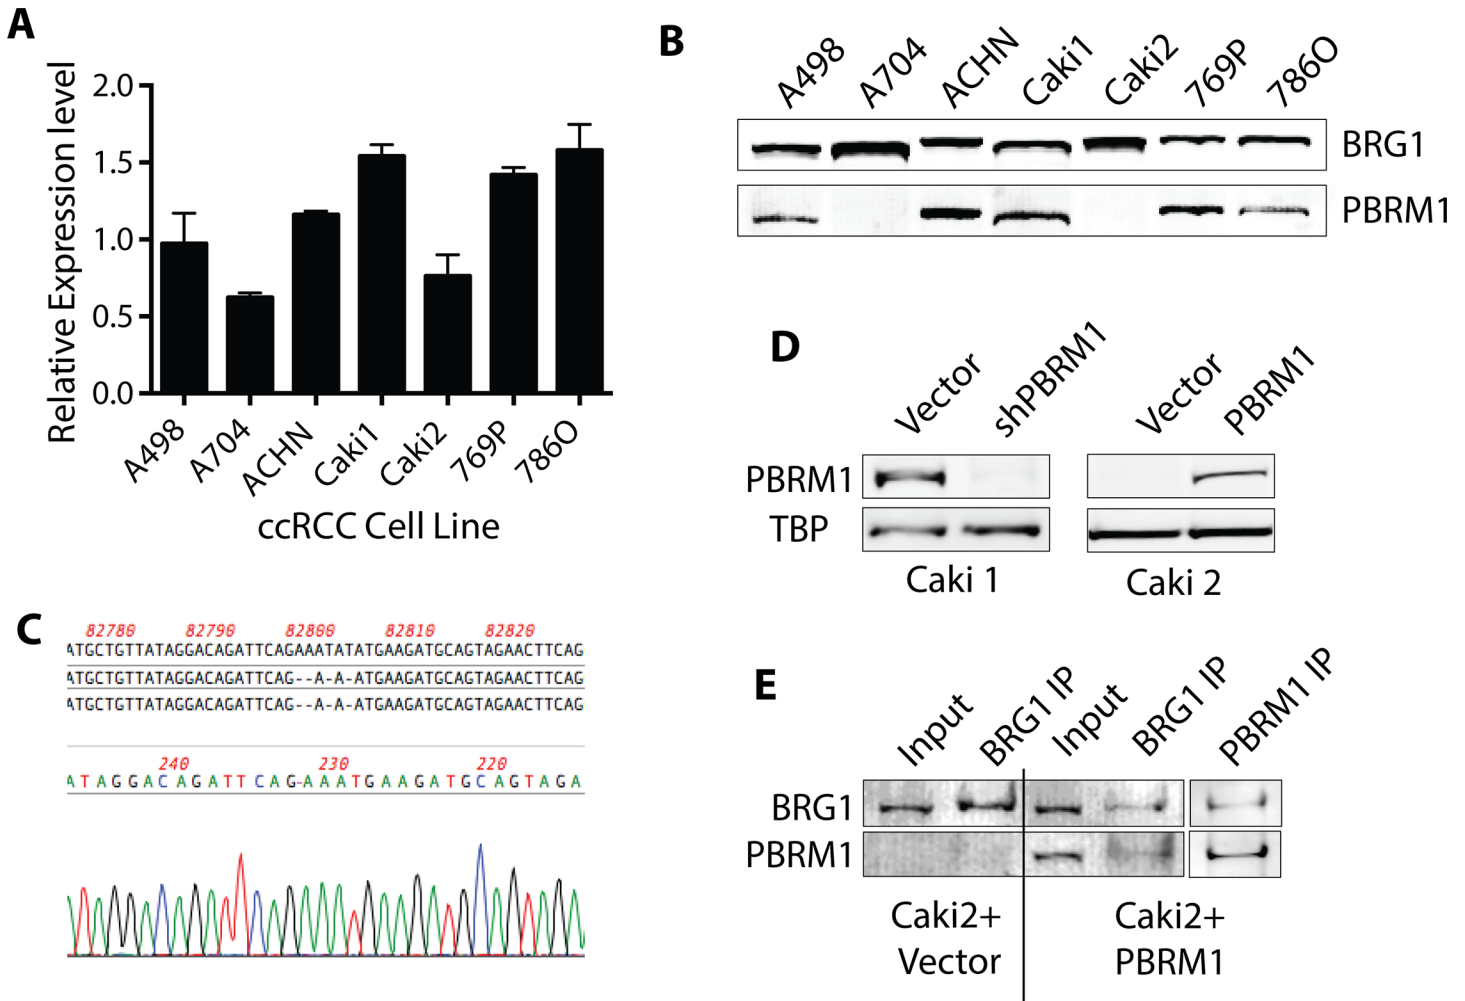 A
Relative Expression level
2.0
1.5
1.0
0.5
0.0
A498
A704
ACHN
Caki1
Caki2
769P
786O
ccRCC Cell Line
B
A498
A704
ACHN
Caki1
Caki2
769P
786O
BRG1
PBRM1
C
82780 82790 82800 82810 82820
ATGCTGTTATAGGACAGATTCAGAAATATATGAAGATGCAGTAGAACTTCAG
ATGCTGTTATAGGACAGATTCAG--A-A-ATGAAGATGCAGTAGAACTTCAG
ATGCTGTTATAGGACAGATTCAG--A-A-ATGAAGATGCAGTAGAACTTCAG
240 230 220
ATAGGACAGATTCAG-AAATGAAGATGCAGTAGA
D
Vector
shPBRM1
Vector
PBRM1
PBRM1
TBP
Caki 1
Caki 2
E
Input
BRG1 IP
Input
BRG1 IP
PBRM1 IP
BRG1
PBRM1
Caki2+
Vector
Caki2+
PBRM1